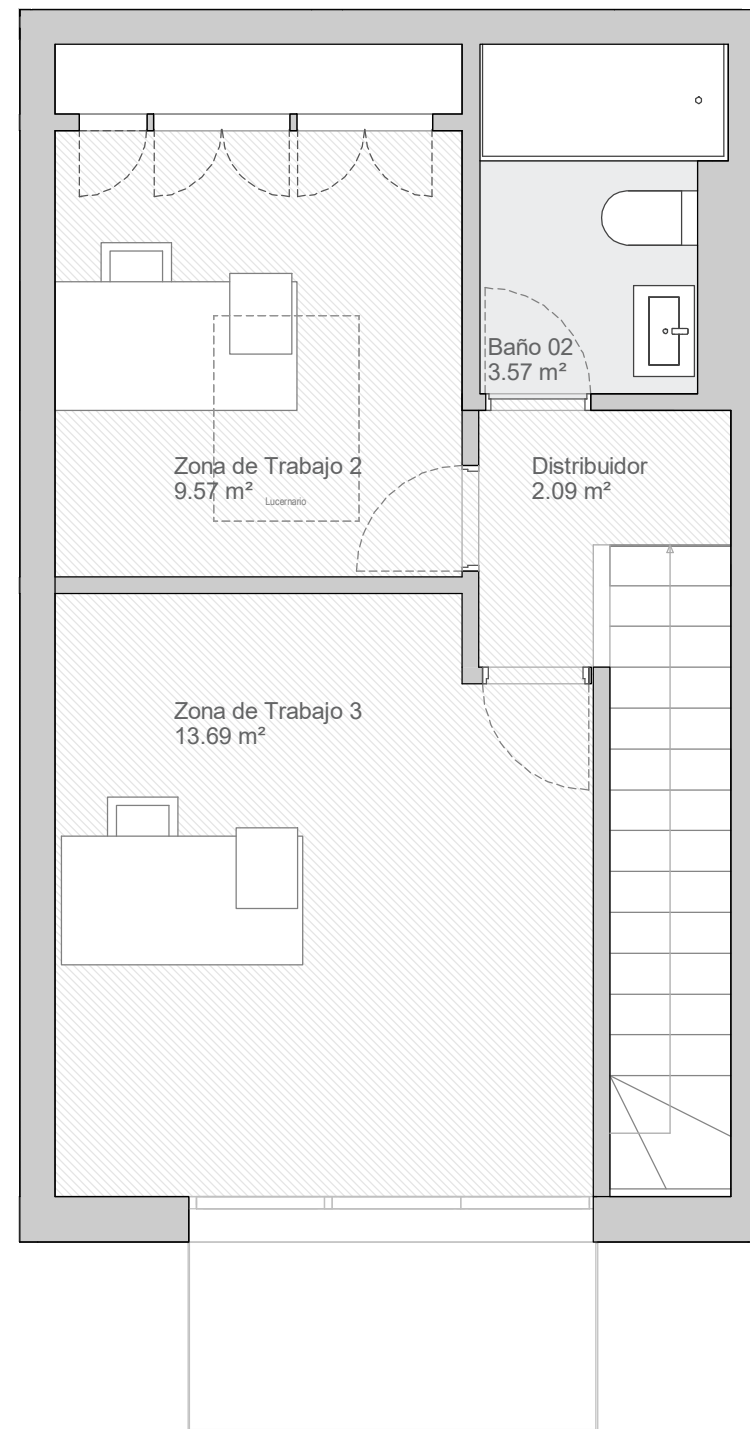 Baño 02
3.57 m²
Zona de Trabajo 2
9.57 m²
Lucernario
Distribuidor
2.09 m²
Zona de Trabajo 3
13.69 m²